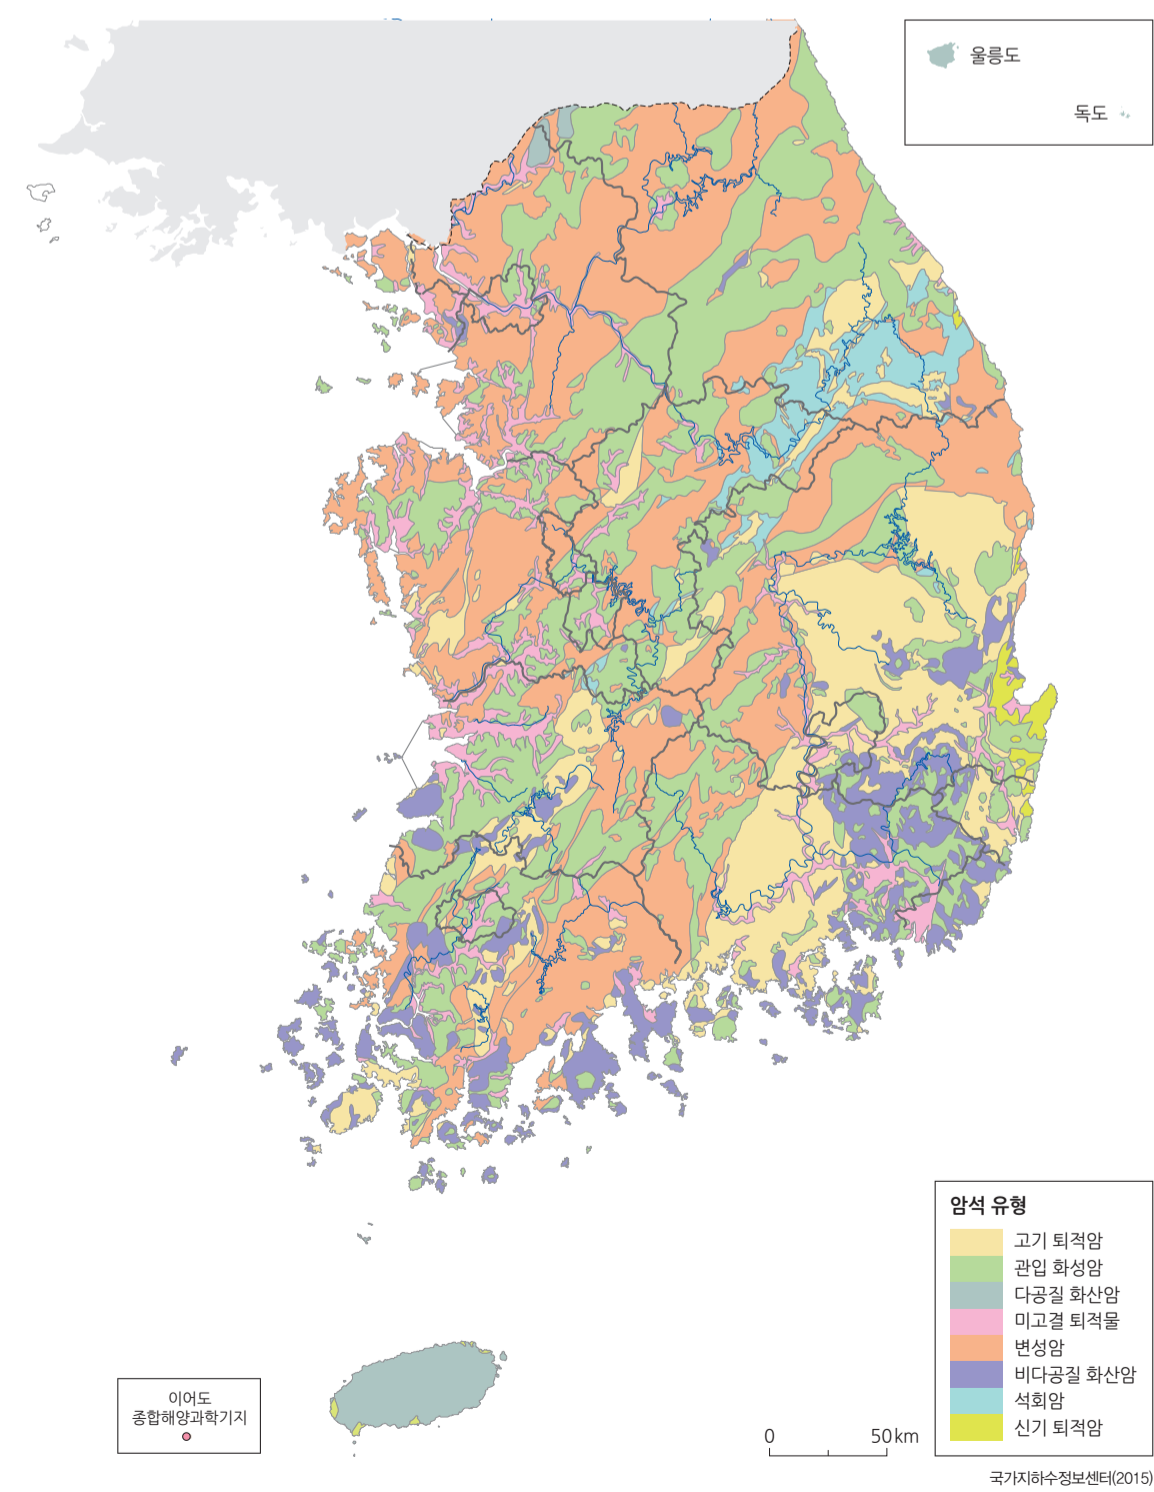 울릉도
독도
암석 유형
고기 퇴적암
관입 화성암
다공질 화산암
미고결 퇴적물
변성암
비다공질 화산암
석회암
신기 퇴적암
이어도
종합해양과학기지
0 50km
국가지하수정보센터(2015)